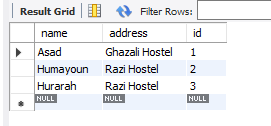 Result Grid Filter Rows:
name address id
Asad Ghazali Hostel 1
Humayoun Razi Hostel 2
Hurarah Razi Hostel 3
NULL NULL NULL